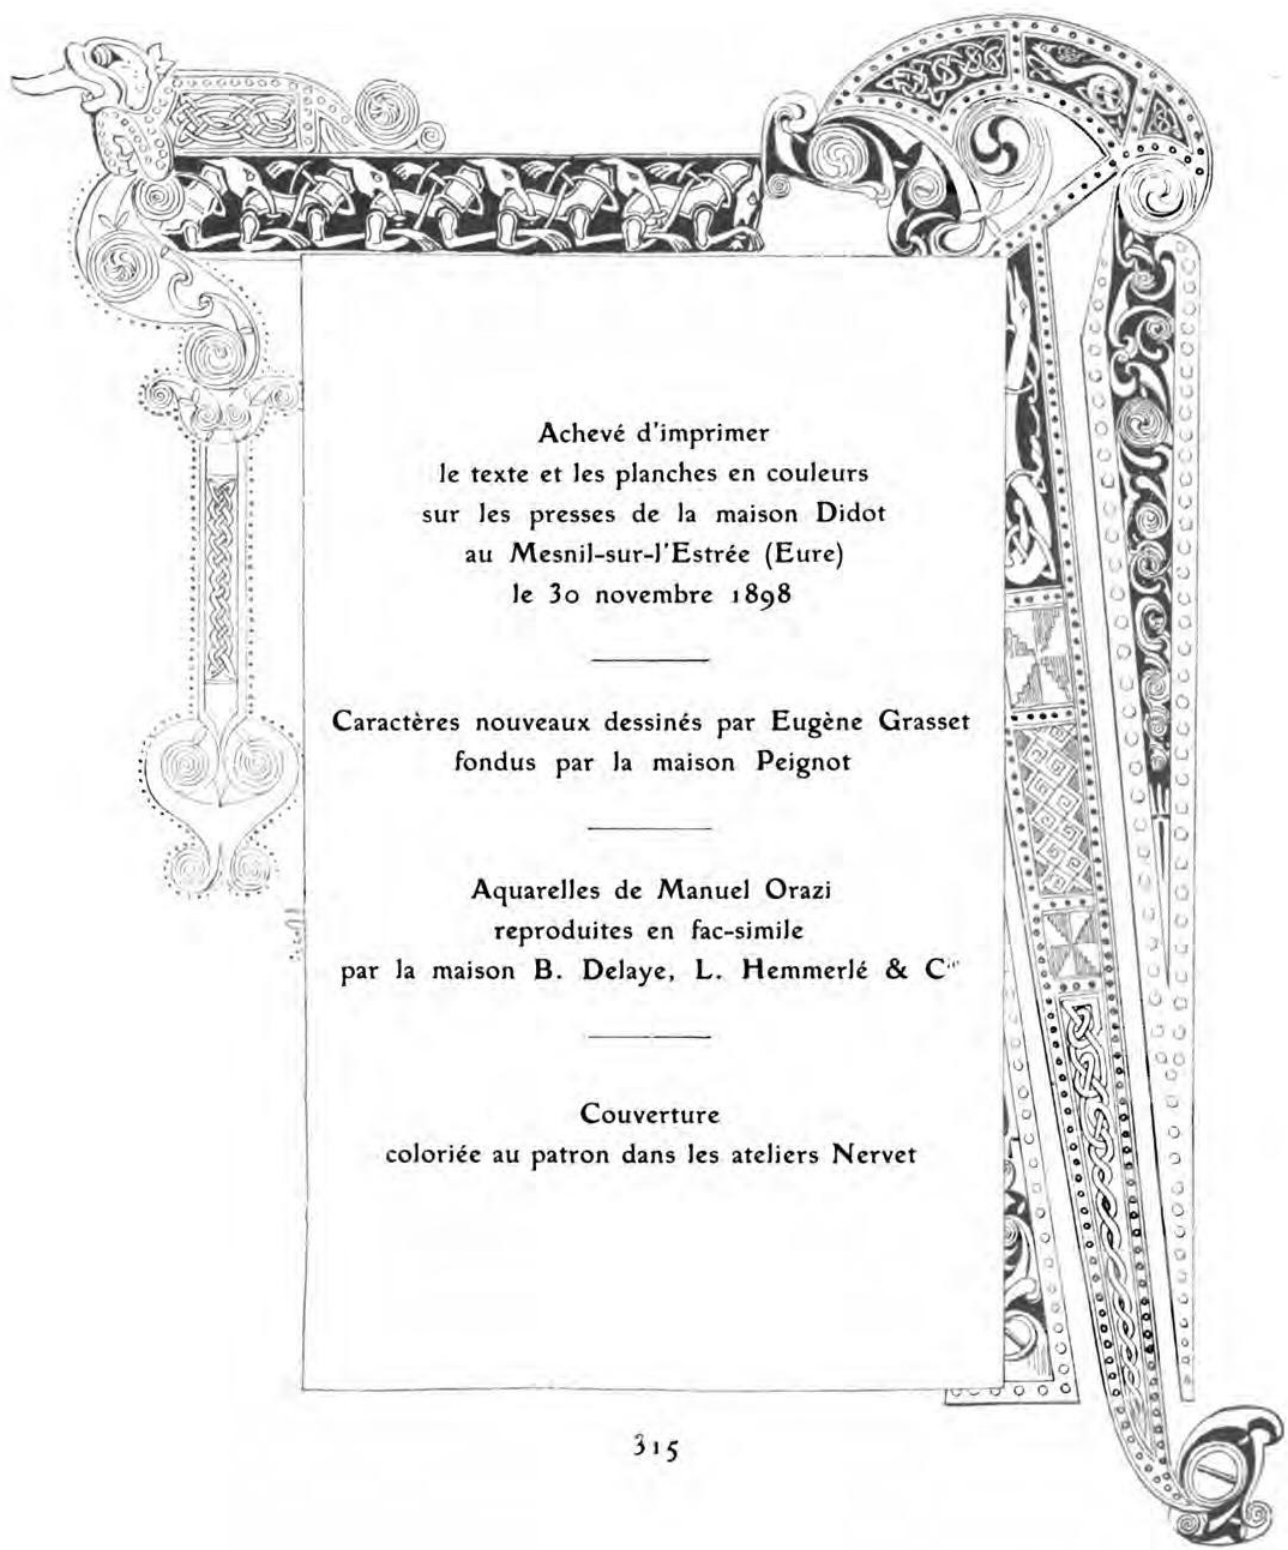 Achevé d'imprimer
le texte et les planches en couleurs
sur les presses de la maison Didot
au Mesnil-sur-l'Estrée (Eure)
le 30 novembre 1898
Caractères nouveaux dessinés par Eugène Grasset
fondus par la maison Peignot
Aquarelles de Manuel Orazi
reproduites en fac-simile
par la maison B. Delaye, L. Hemmerlé & Cie
Couverture
coloriée au patron dans les ateliers Nervet
315